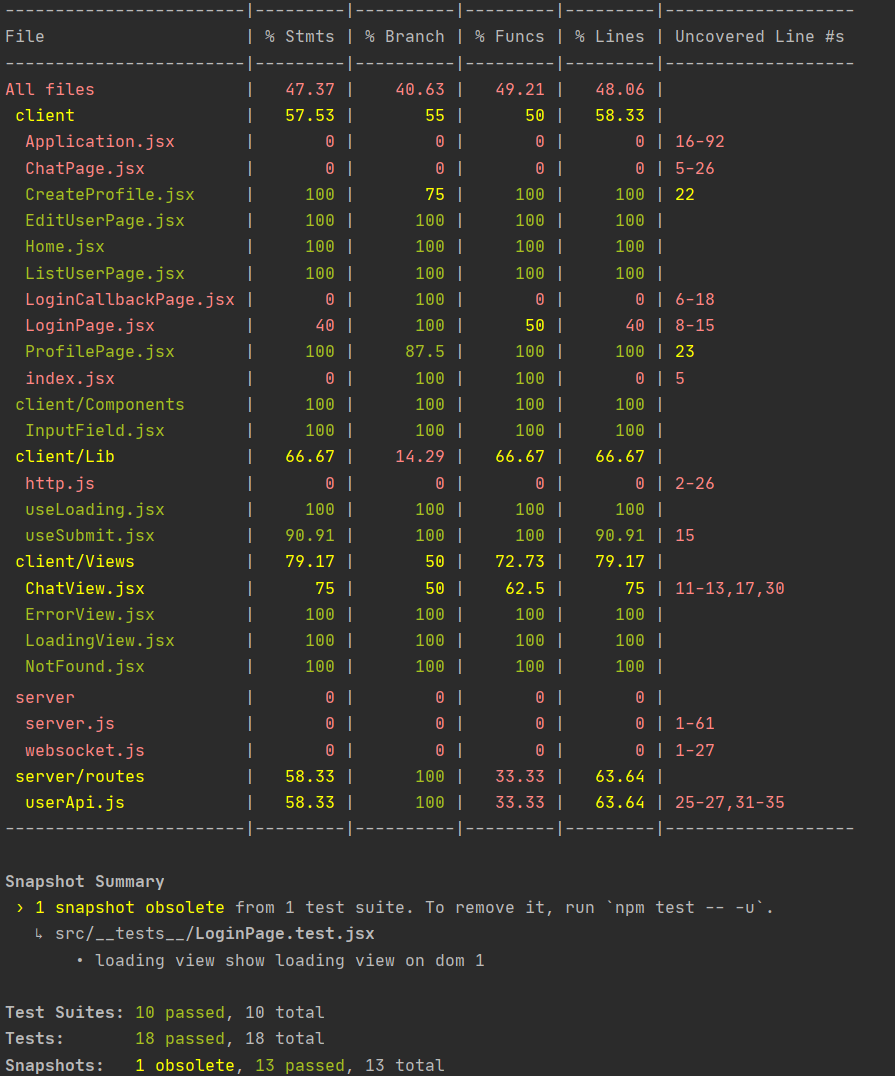 ------------------------|---------|----------|---------|---------|-------------------
File                    | % Stmts | % Branch | % Funcs | % Lines | Uncovered Line #s
------------------------|---------|----------|---------|---------|-------------------
All files               |   47.37 |    40.63 |   49.21 |   48.06 |
 client                 |   57.53 |       55 |      50 |   58.33 |
  Application.jsx       |       0 |        0 |       0 |       0 | 16-92
  ChatPage.jsx          |       0 |        0 |       0 |       0 | 5-26
  CreateProfile.jsx     |     100 |       75 |     100 |     100 | 22
  EditUserPage.jsx      |     100 |      100 |     100 |     100 |
  Home.jsx              |     100 |      100 |     100 |     100 |
  ListUserPage.jsx      |     100 |      100 |     100 |     100 |
  LoginCallbackPage.jsx |       0 |      100 |       0 |       0 | 6-18
  LoginPage.jsx         |      40 |      100 |      50 |      40 | 8-15
  ProfilePage.jsx       |     100 |     87.5 |     100 |     100 | 23
  index.jsx             |       0 |      100 |     100 |       0 | 5
 client/Components      |     100 |      100 |     100 |     100 |
  InputField.jsx        |     100 |      100 |     100 |     100 |
 client/Lib             |   66.67 |    14.29 |   66.67 |   66.67 |
  http.js               |       0 |        0 |       0 |       0 | 2-26
  useLoading.jsx        |     100 |      100 |     100 |     100 |
  useSubmit.jsx         |   90.91 |      100 |     100 |   90.91 | 15
 client/Views           |   79.17 |       50 |   72.73 |   79.17 |
  ChatView.jsx          |      75 |       50 |    62.5 |      75 | 11-13,17,30
  ErrorView.jsx         |     100 |      100 |     100 |     100 |
  LoadingView.jsx       |     100 |      100 |     100 |     100 |
  NotFound.jsx          |     100 |      100 |     100 |     100 |
 server                 |       0 |        0 |       0 |       0 |
  server.js             |       0 |        0 |       0 |       0 | 1-61
  websocket.js          |       0 |        0 |       0 |       0 | 1-27
 server/routes          |   58.33 |      100 |   33.33 |   63.64 |
  userApi.js            |   58.33 |      100 |   33.33 |   63.64 | 25-27,31-35
------------------------|---------|----------|---------|---------|-------------------
Snapshot Summary
 › 1 snapshot obsolete from 1 test suite. To remove it, run `npm test -- -u`.
   ↳ src/__tests__/LoginPage.test.jsx
       • loading view show loading view on dom 1
Test Suites: 10 passed, 10 total
Tests:       18 passed, 18 total
Snapshots:   1 obsolete, 13 passed, 13 total